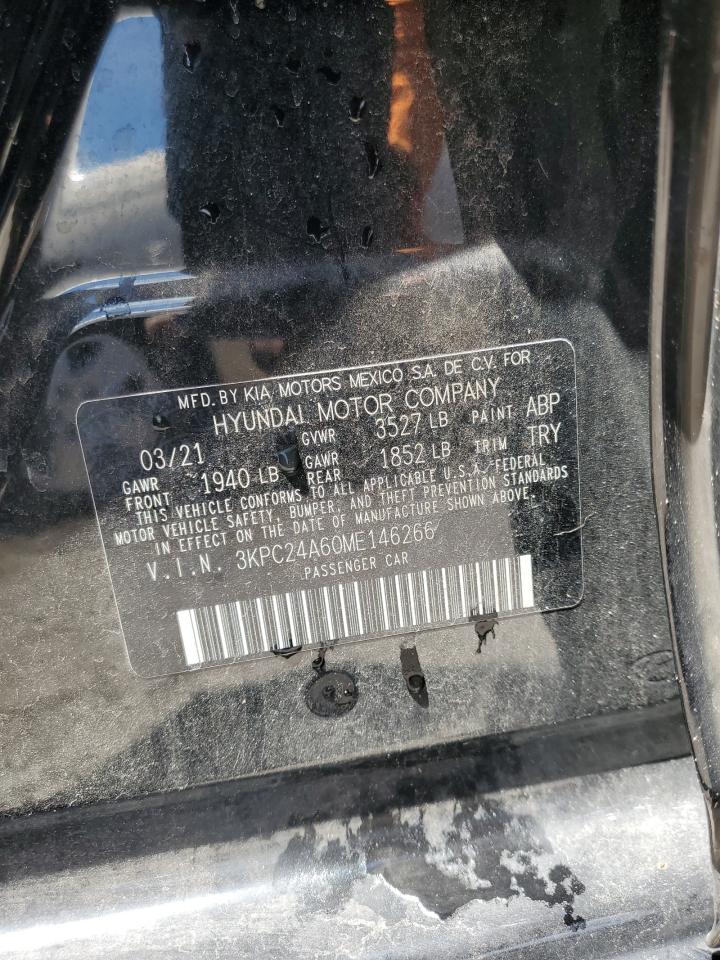 MFD. BY KIA MOTORS MEXICO S.A. DE C.V. FOR
HYUNDAI MOTOR COMPANY
03/21 GVWR 3527 LB PAINT ABP
GAWR FRONT 1940 LB GAWR REAR 1852 LB TRIM TRY
THIS VEHICLE CONFORMS TO ALL APPLICABLE U.S.A. FEDERAL
MOTOR VEHICLE SAFETY, BUMPER, AND THEFT PREVENTION STANDARDS
IN EFFECT ON THE DATE OF MANUFACTURE SHOWN ABOVE.
V.I.N. 3KPC24A60ME146266
PASSENGER CAR